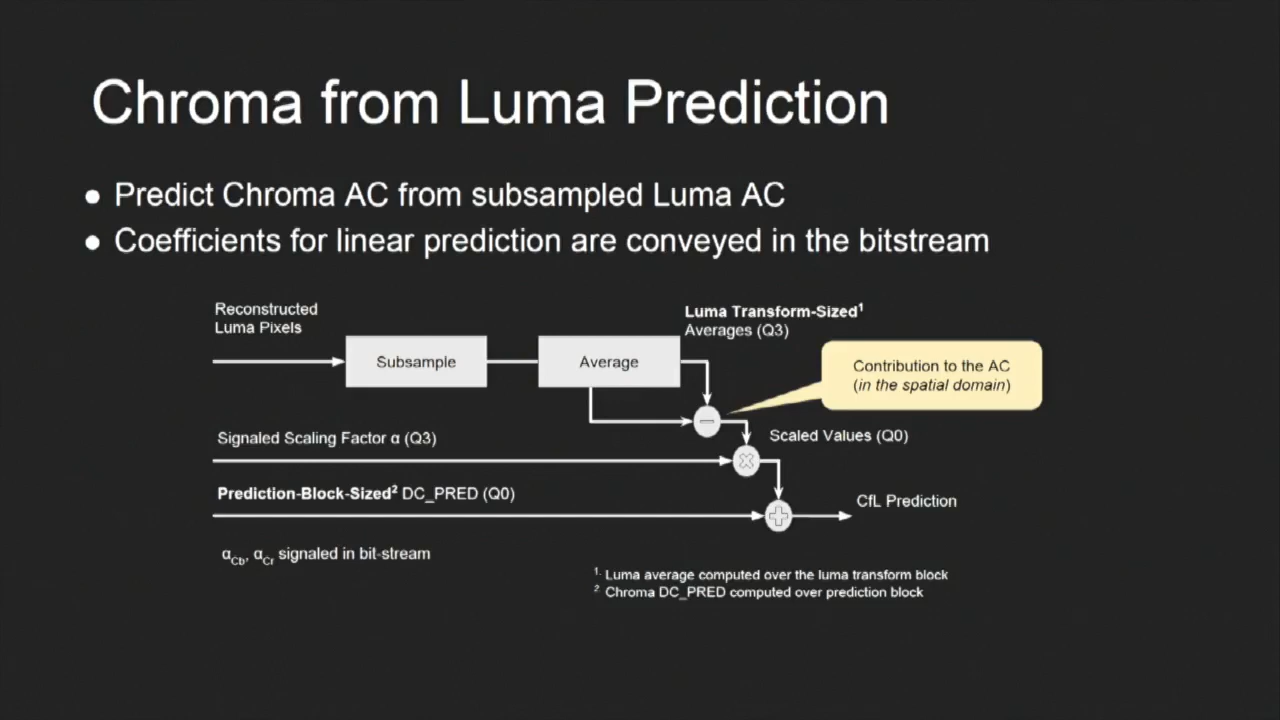 Chroma from Luma Prediction
● Predict Chroma AC from subsampled Luma AC
● Coefficients for linear prediction are conveyed in the bitstream
Reconstructed
Luma Pixels
Subsample
Average
Luma Transform-Sized¹
Averages (Q3)
Contribution to the AC
(in the spatial domain)
Signaled Scaling Factor α (Q3)
Scaled Values (Q0)
Prediction-Block-Sized² DC_PRED (Q0)
CfL Prediction
αCb, αCr signaled in bit-stream
1. Luma average computed over the luma transform block
2. Chroma DC_PRED computed over prediction block